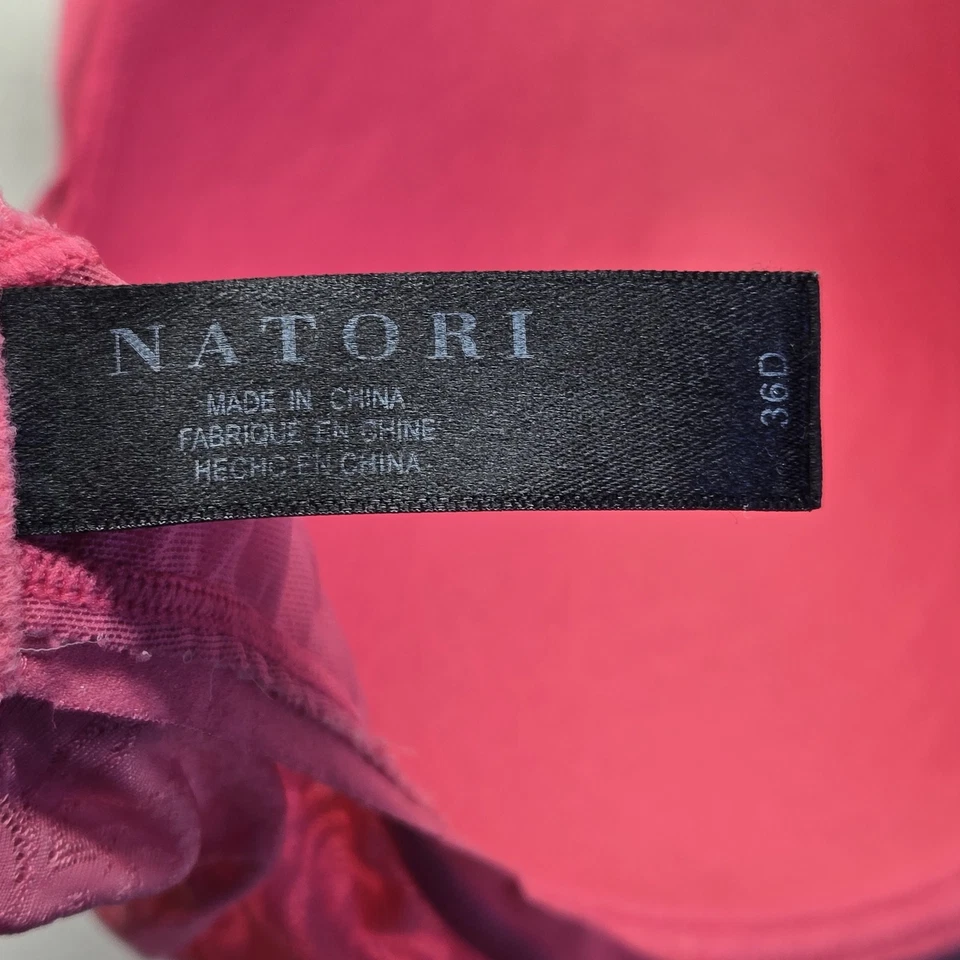 NATORI
MADE IN CHINA
FABRIQUE EN CHINE
HECHO EN CHINA
36D